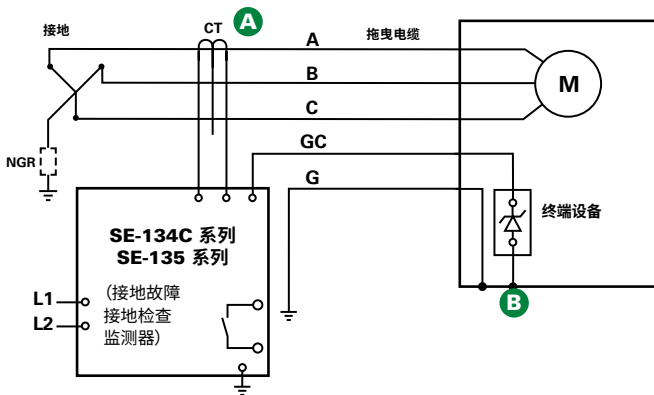 接地
CT
A
A
拖曳电缆
B
M
C
GC
NGR
G
SE-134C 系列
SE-135 系列
终端设备
L1
(接地故障
接地检查
L2
监测器)
B